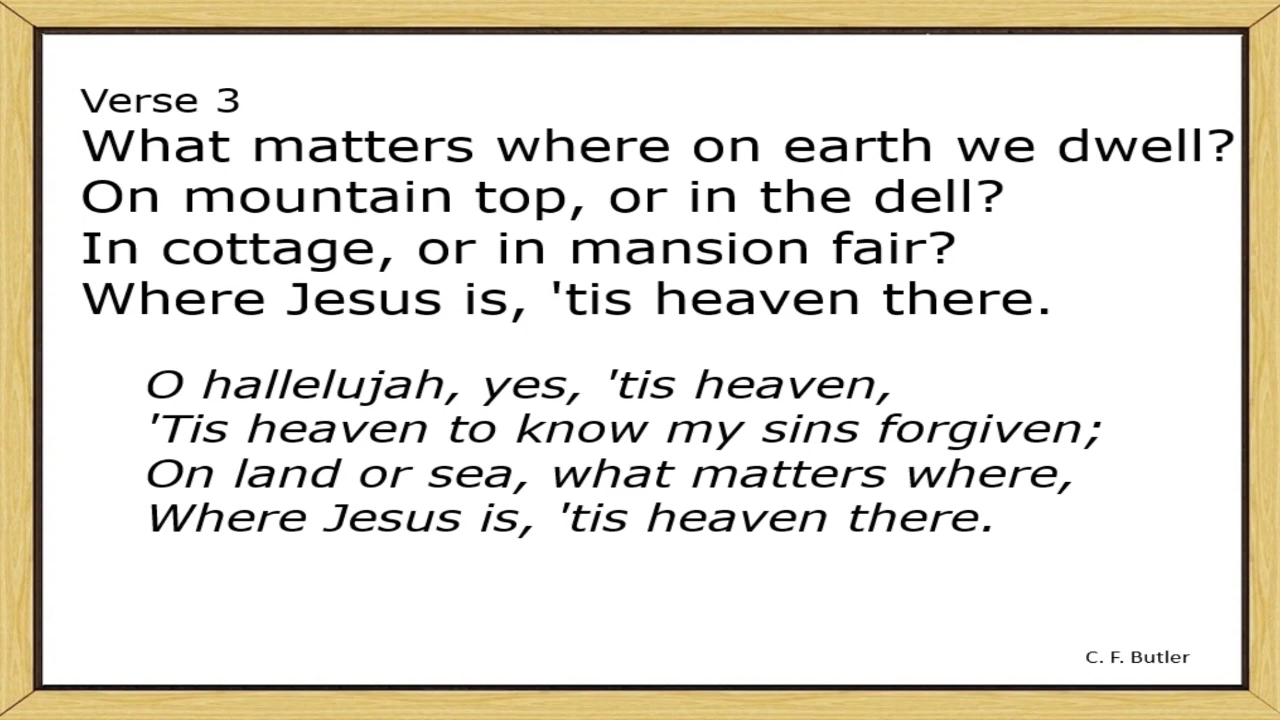 Verse 3
What matters where on earth we dwell?
On mountain top, or in the dell?
In cottage, or in mansion fair?
Where Jesus is, 'tis heaven there.
O hallelujah, yes, 'tis heaven,
'Tis heaven to know my sins forgiven;
On land or sea, what matters where,
Where Jesus is, 'tis heaven there.
C. F. Butler